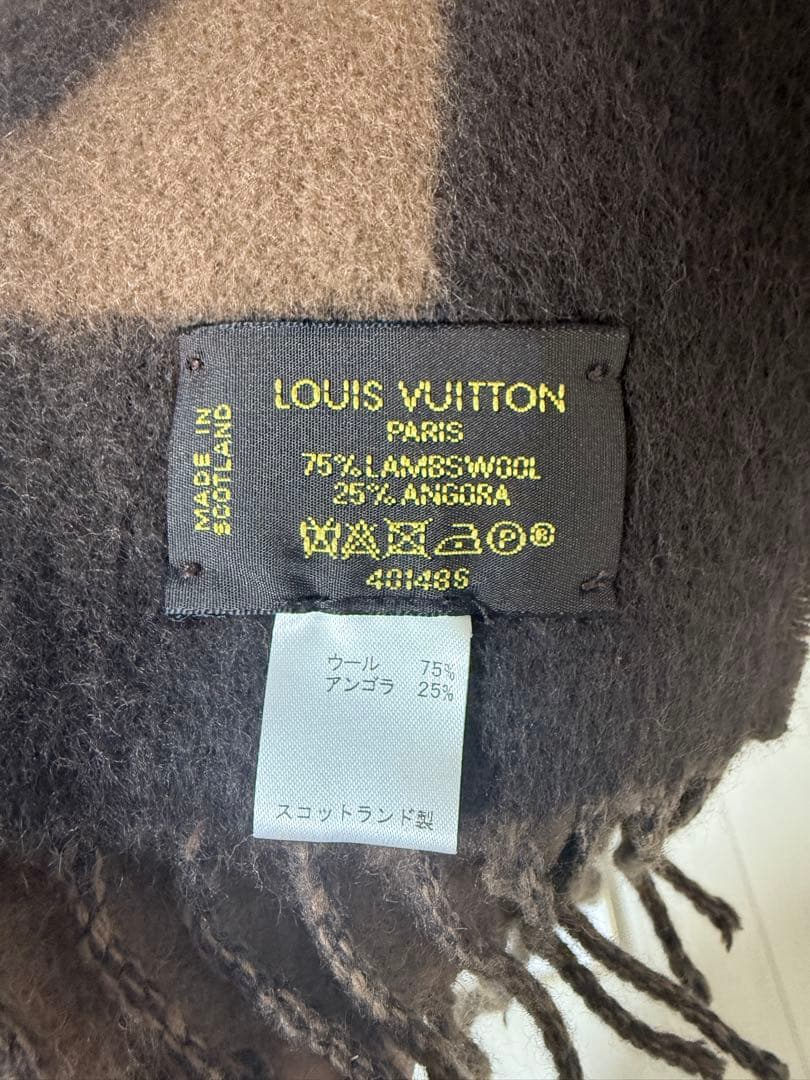 MADE IN
SCOTLAND
LOUIS VUITTON
PARIS
75% LAMBSWOOL
25% ANGORA
P®
40148S
ウール 75%
アンゴラ 25%
スコットランド製